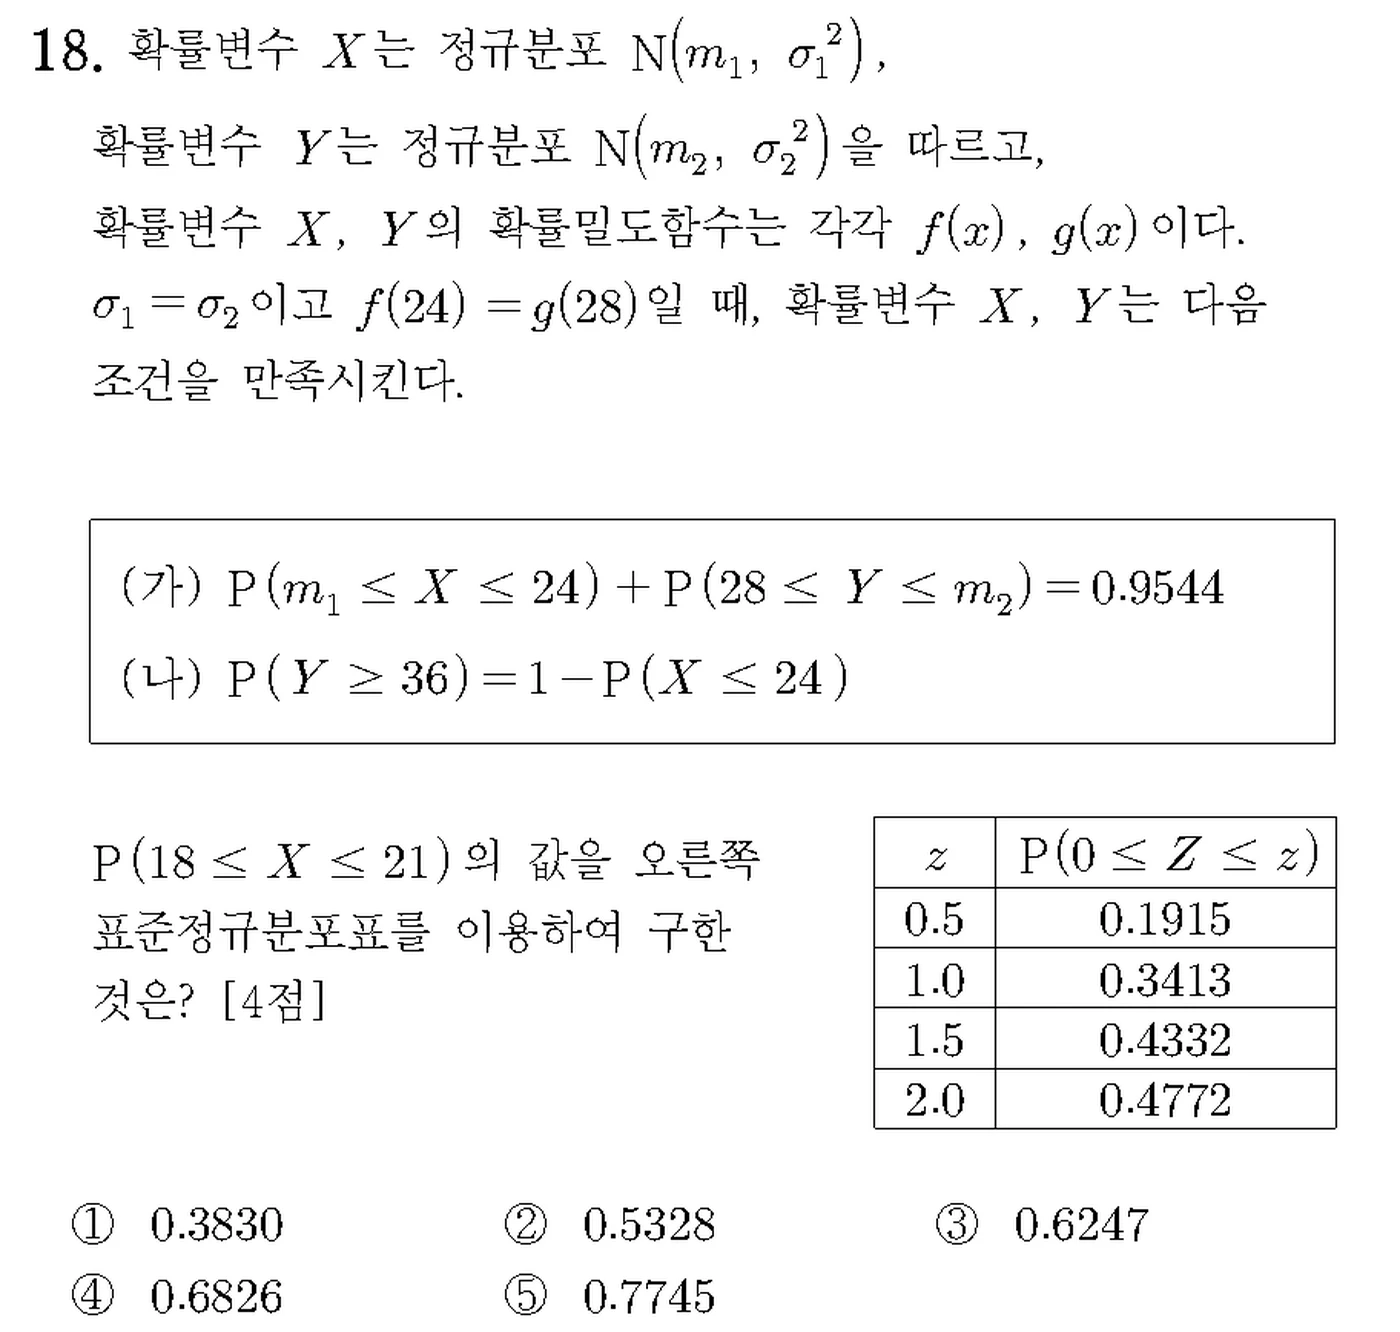 18. 확률변수 X는 정규분포 N(m₁, σ₁²),
확률변수 Y는 정규분포 N(m₂, σ₂²)을 따르고,
확률변수 X, Y의 확률밀도함수는 각각 f(x), g(x)이다.
σ₁=σ₂이고 f(24)=g(28)일 때, 확률변수 X, Y는 다음
조건을 만족시킨다.
(가) P(m₁ ≤ X ≤ 24)+P(28 ≤ Y ≤ m₂)=0.9544
(나) P(Y ≥ 36)=1−P(X ≤ 24)
P(18 ≤ X ≤ 21)의 값을 오른쪽
표준정규분포표를 이용하여 구한
것은? [4점]
z P(0 ≤ Z ≤ z)
0.5 0.1915
1.0 0.3413
1.5 0.4332
2.0 0.4772
① 0.3830 ② 0.5328 ③ 0.6247
④ 0.6826 ⑤ 0.7745